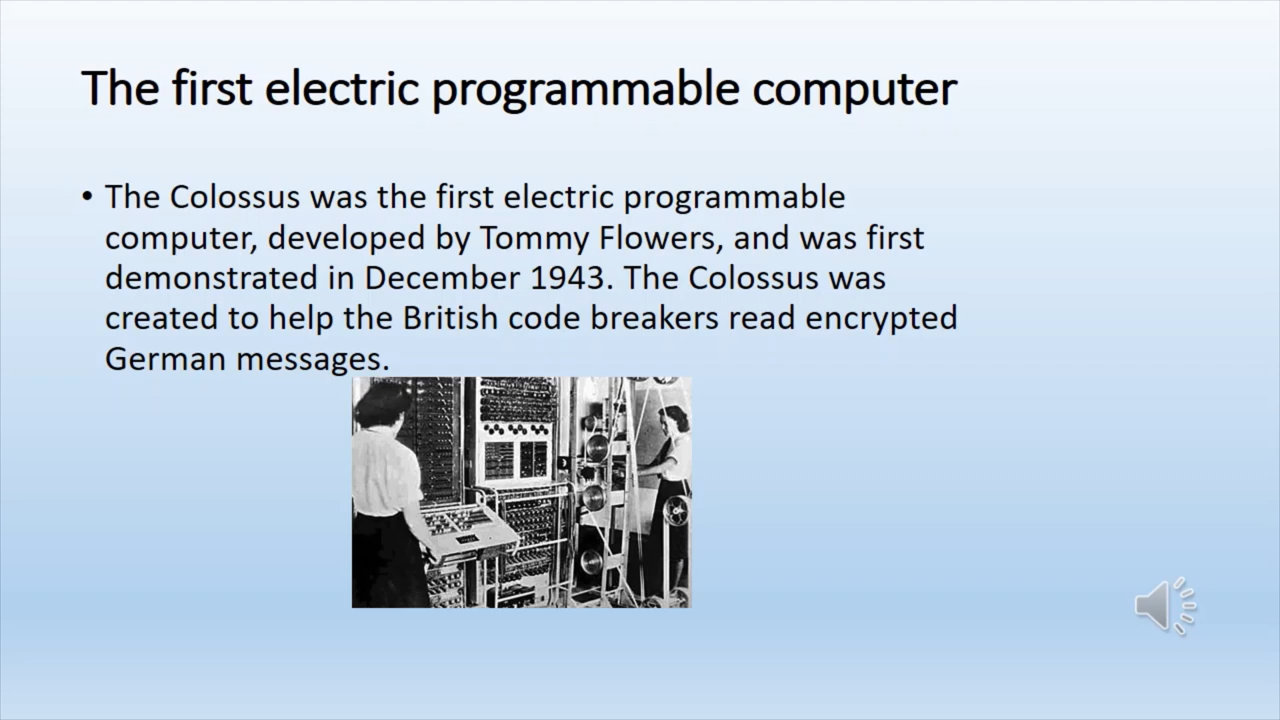 The first electric programmable computer
• The Colossus was the first electric programmable
computer, developed by Tommy Flowers, and was first
demonstrated in December 1943. The Colossus was
created to help the British code breakers read encrypted
German messages.